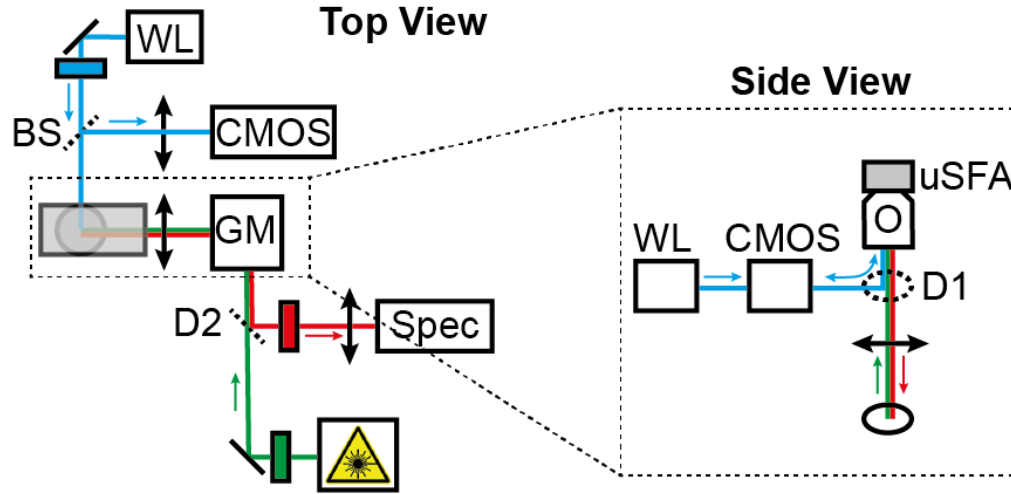 Top View
WL
BS
CMOS
GM
D2
Spec
Side View
uSFA
O
WL CMOS
D1